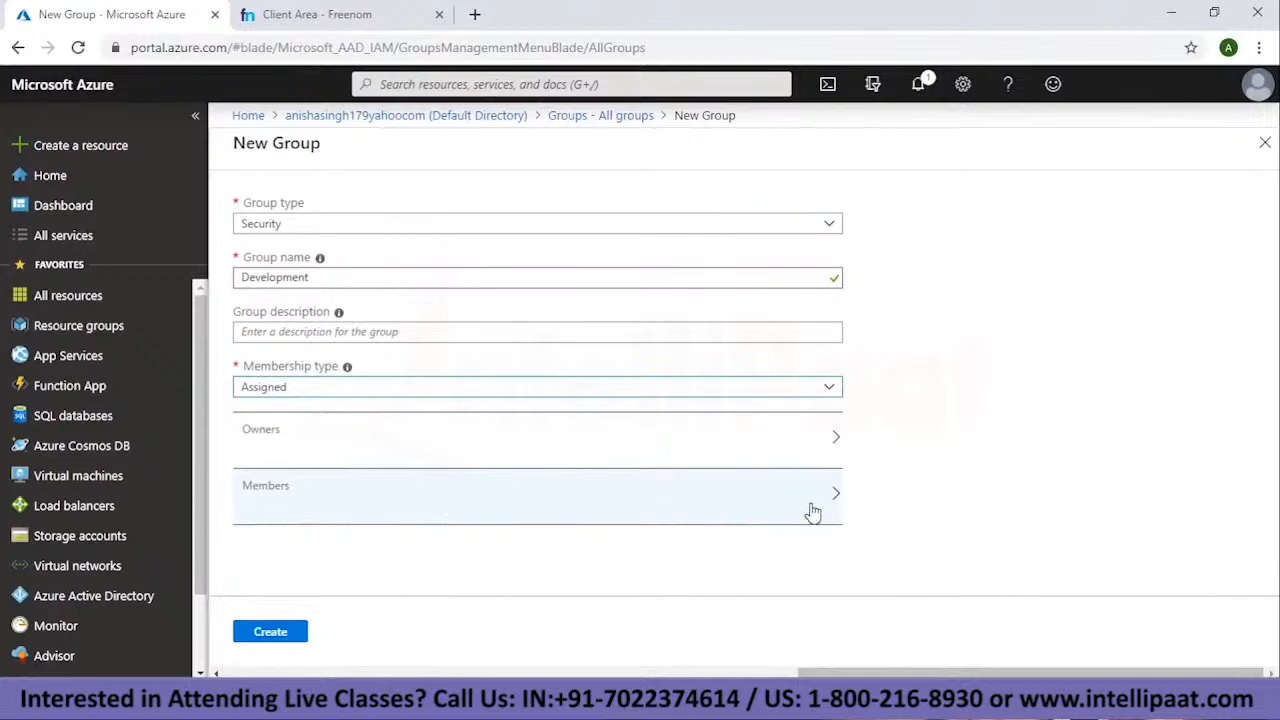 New Group - Microsoft Azure
Client Area - Freenom
portal.azure.com/#blade/Microsoft_AAD_IAM/GroupsManagementMenuBlade/AllGroups
A
Microsoft Azure
Search resources, services, and docs (G+/)
1
Home > anishasingh179yahoocom (Default Directory) > Groups - All groups > New Group
New Group
Create a resource
Home
Dashboard
All services
FAVORITES
All resources
Resource groups
App Services
Function App
SQL databases
Azure Cosmos DB
Virtual machines
Load balancers
Storage accounts
Virtual networks
Azure Active Directory
Monitor
Advisor
* Group type
Security
* Group name
Development
Group description
Enter a description for the group
* Membership type
Assigned
Owners
Members
Create
Interested in Attending Live Classes? Call Us: IN:+91-7022374614 / US: 1-800-216-8930 or www.intellipaat.com